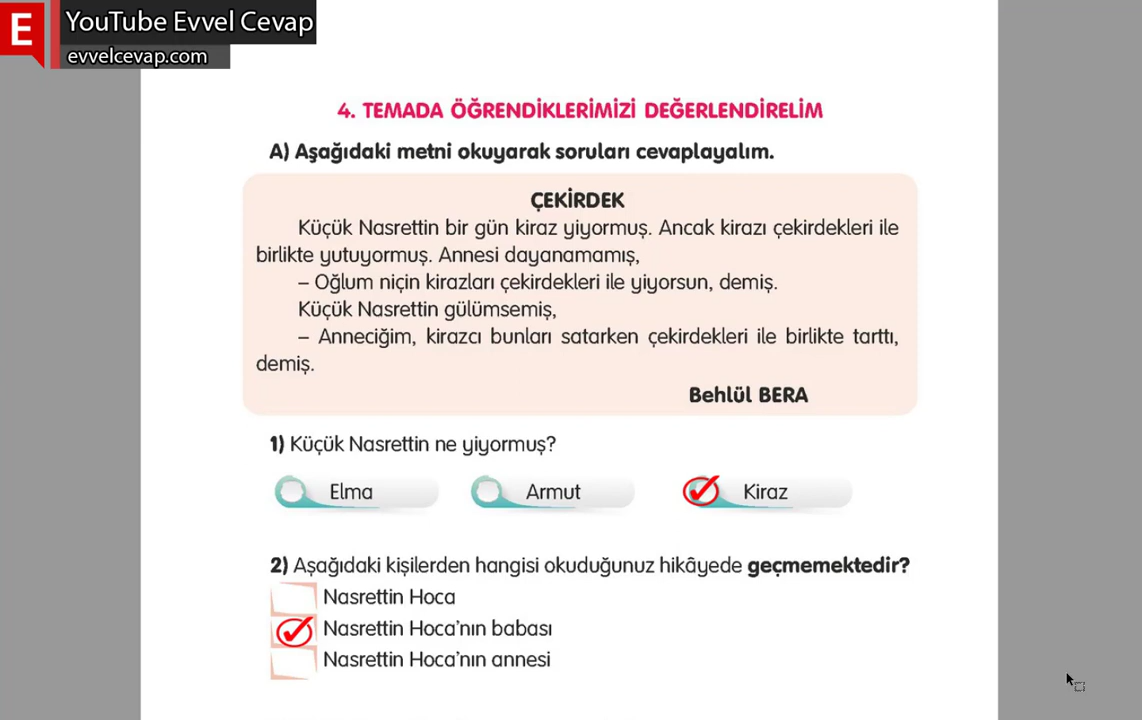 E
YouTube Evvel Cevap
evvelcevap.com
4. TEMADA ÖĞRENDİKLERİMİZİ DEĞERLENDİRELİM
A) Aşağıdaki metni okuyarak soruları cevaplayalım.
ÇEKİRDEK
Küçük Nasrettin bir gün kiraz yiyormuş. Ancak kirazı çekirdekleri ile
birlikte yutuyormuş. Annesi dayanamamış,
– Oğlum niçin kirazları çekirdekleri ile yiyorsun, demiş.
Küçük Nasrettin gülümsemiş,
– Anneciğim, kirazcı bunları satarken çekirdekleri ile birlikte tarttı,
demiş.
Behlül BERA
1) Küçük Nasrettin ne yiyormuş?
Elma Armut Kiraz
2) Aşağıdaki kişilerden hangisi okuduğunuz hikâyede geçmemektedir?
Nasrettin Hoca
Nasrettin Hoca'nın babası
Nasrettin Hoca'nın annesi